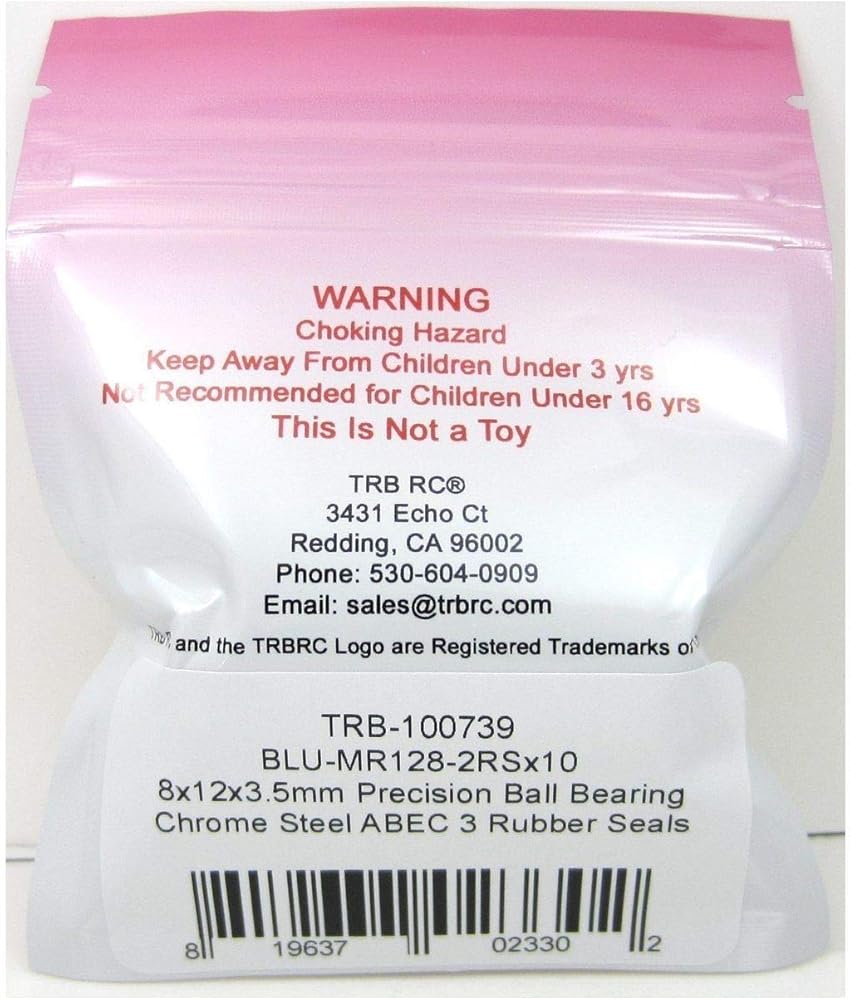 WARNING
Choking Hazard
Keep Away From Children Under 3 yrs
Not Recommended for Children Under 16 yrs
This Is Not a Toy
TRB RC®
3431 Echo Ct
Redding, CA 96002
Phone: 530-604-0909
Email: sales@trbrc.com
and the TRBRC Logo are Registered Trademarks of
TRB-100739
BLU-MR128-2RSx10
8x12x3.5mm Precision Ball Bearing
Chrome Steel ABEC 3 Rubber Seals
8 19637 02330 2